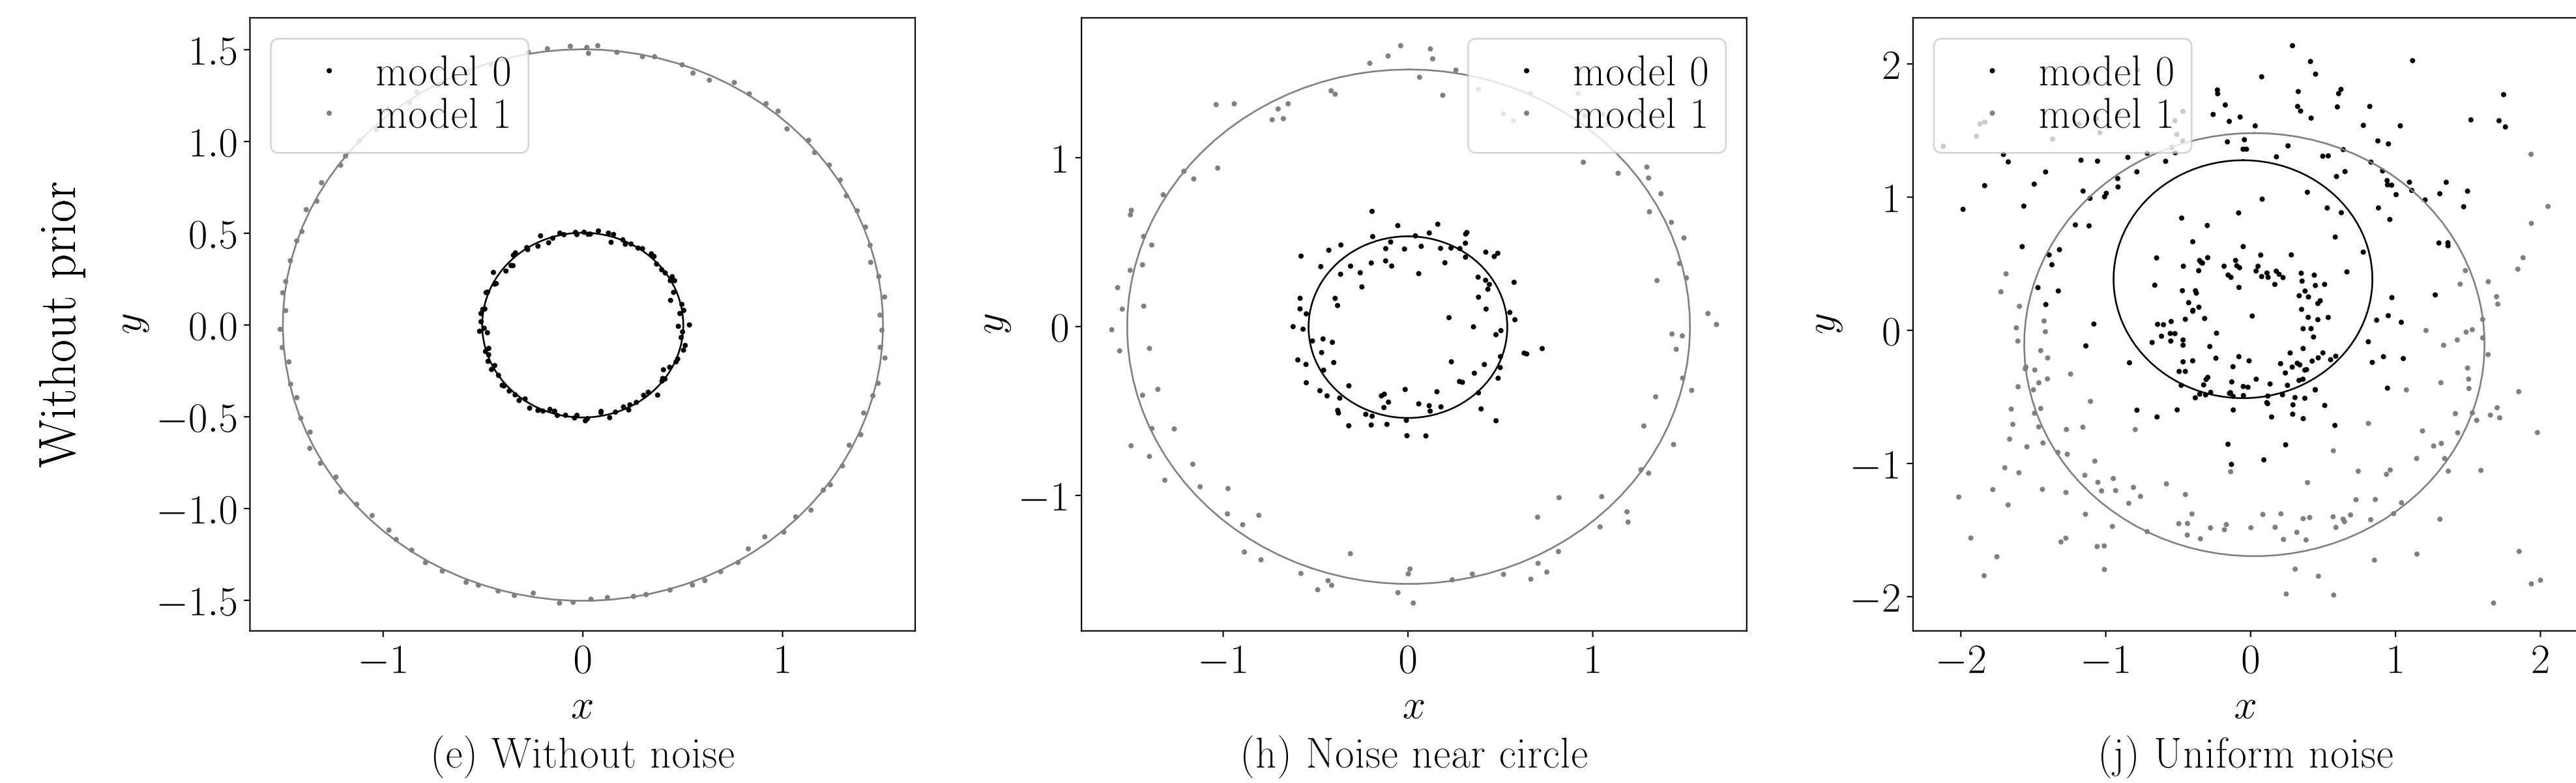 Without prior
model 0
model 1
1.5
1.0
0.5
0.0
−0.5
−1.0
−1.5
y
−1 0 1
x
(e) Without noise
model 0
model 1
1
0
−1
y
−1 0 1
x
(h) Noise near circle
model 0
model 1
2
1
0
−1
−2
y
−2 −1 0 1 2
x
(j) Uniform noise